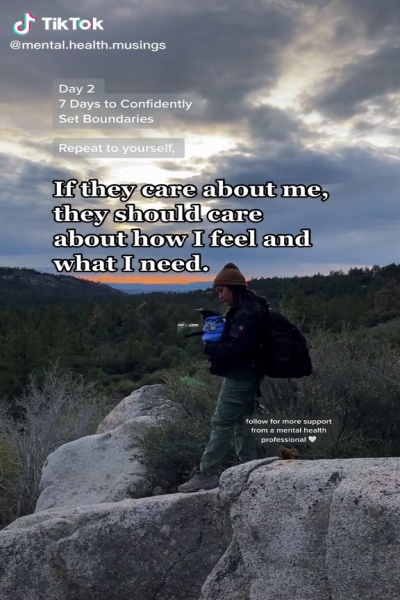 TikTok
@mental.health.musings
Day 2
7 Days to Confidently
Set Boundaries
Repeat to yourself,
If they care about me,
they should care
about how I feel and
what I need.
follow for more support
from a mental health
professional 🤍